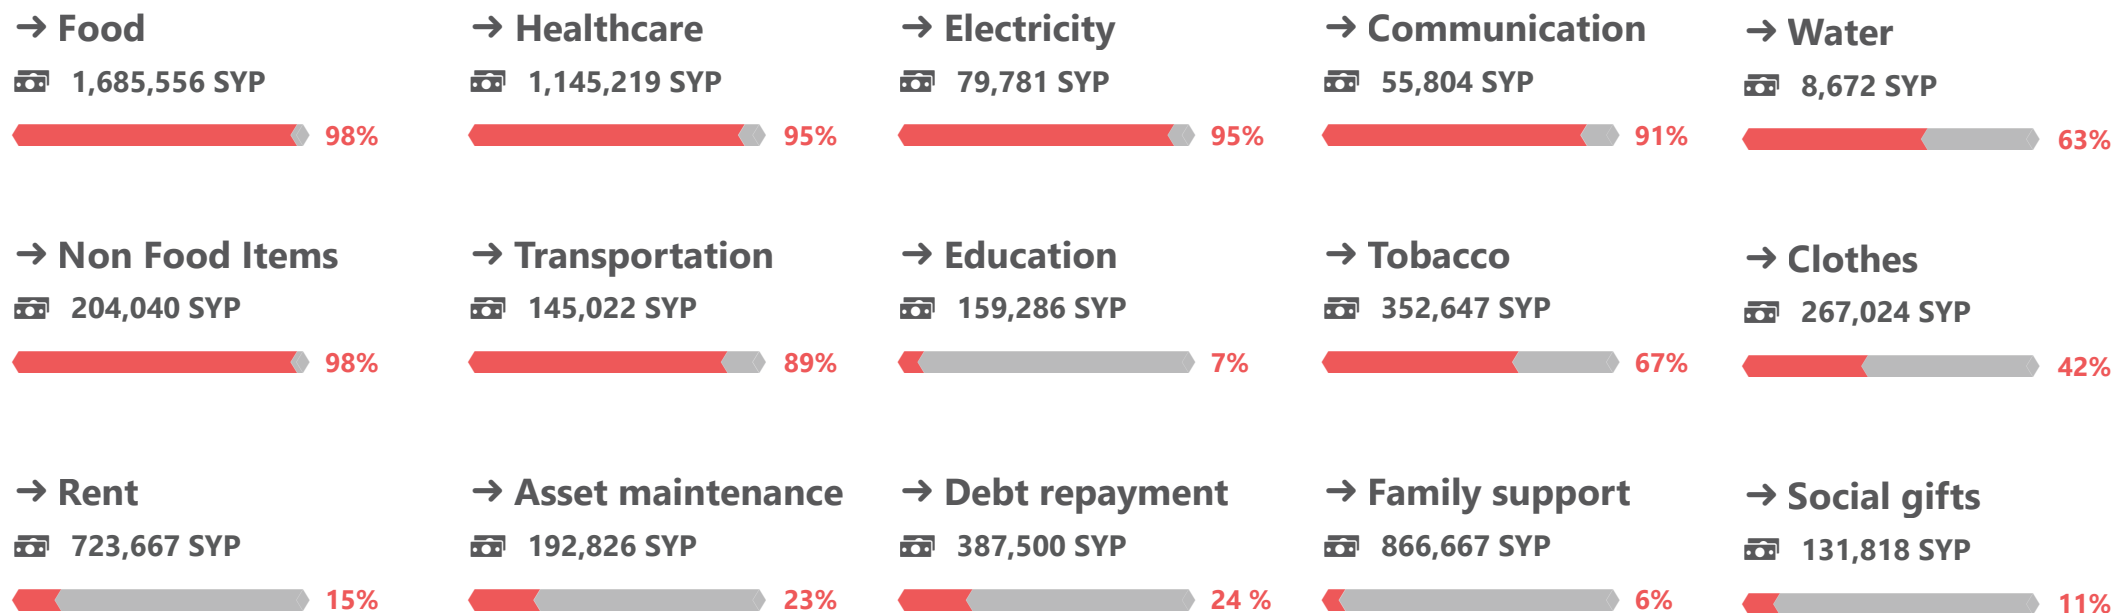 → Food
1,685,556 SYP
98%
→ Healthcare
1,145,219 SYP
95%
→ Electricity
79,781 SYP
95%
→ Communication
55,804 SYP
91%
→ Water
8,672 SYP
63%
→ Non Food Items
204,040 SYP
98%
→ Transportation
145,022 SYP
89%
→ Education
159,286 SYP
7%
→ Tobacco
352,647 SYP
67%
→ Clothes
267,024 SYP
42%
→ Rent
723,667 SYP
15%
→ Asset maintenance
192,826 SYP
23%
→ Debt repayment
387,500 SYP
24 %
→ Family support
866,667 SYP
6%
→ Social gifts
131,818 SYP
11%